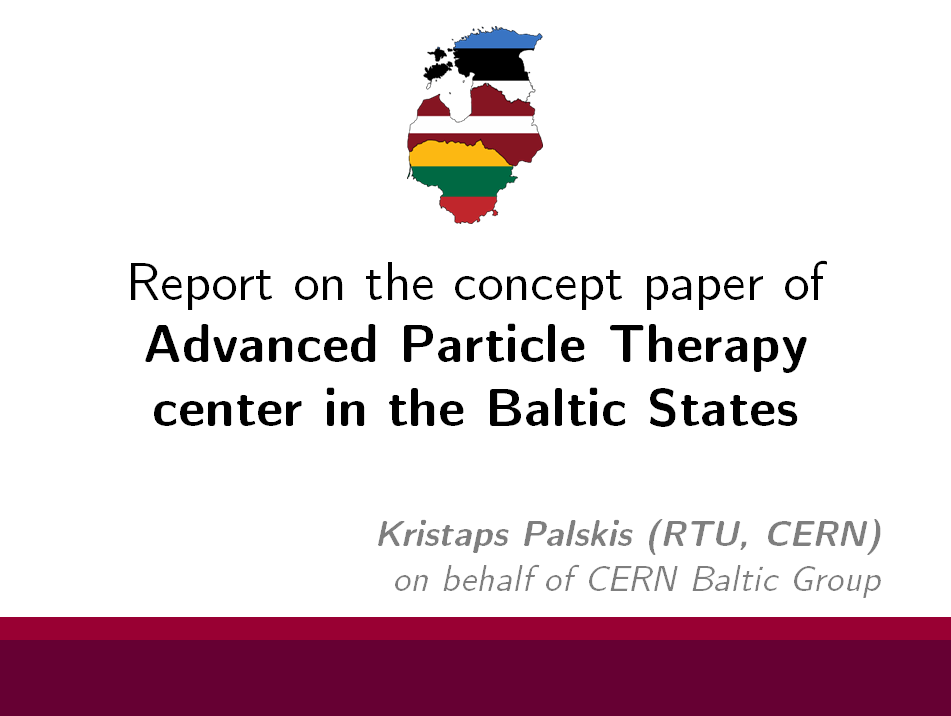 Report on the concept paper of
Advanced Particle Therapy
center in the Baltic States
Kristaps Palskis (RTU, CERN)
on behalf of CERN Baltic Group